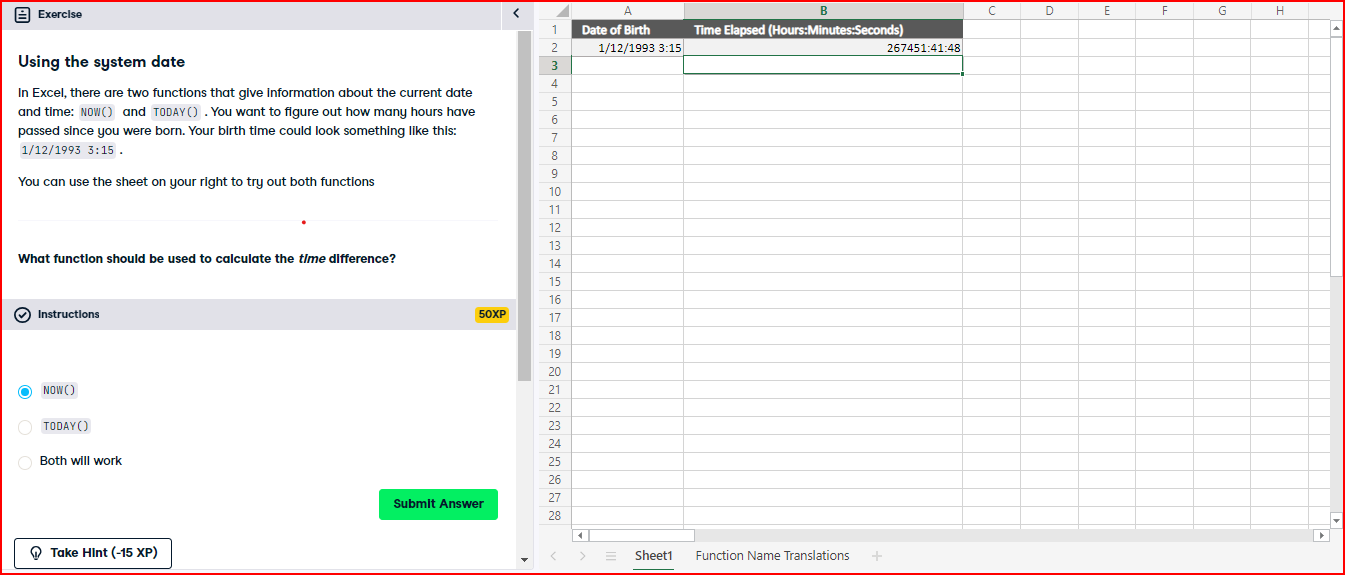 Exercise
Using the system date
In Excel, there are two functions that give information about the current date
and time: NOW() and TODAY() . You want to figure out how many hours have
passed since you were born. Your birth time could look something like this:
1/12/1993 3:15 .
You can use the sheet on your right to try out both functions
What function should be used to calculate the time difference?
Instructions
50XP
NOW()
TODAY()
Both will work
Submit Answer
Take Hint (-15 XP)
A B C D E F G H
1 Date of Birth Time Elapsed (Hours:Minutes:Seconds)
2 1/12/1993 3:15 267451:41:48
3
4
5
6
7
8
9
10
11
12
13
14
15
16
17
18
19
20
21
22
23
24
25
26
27
28
Sheet1 Function Name Translations